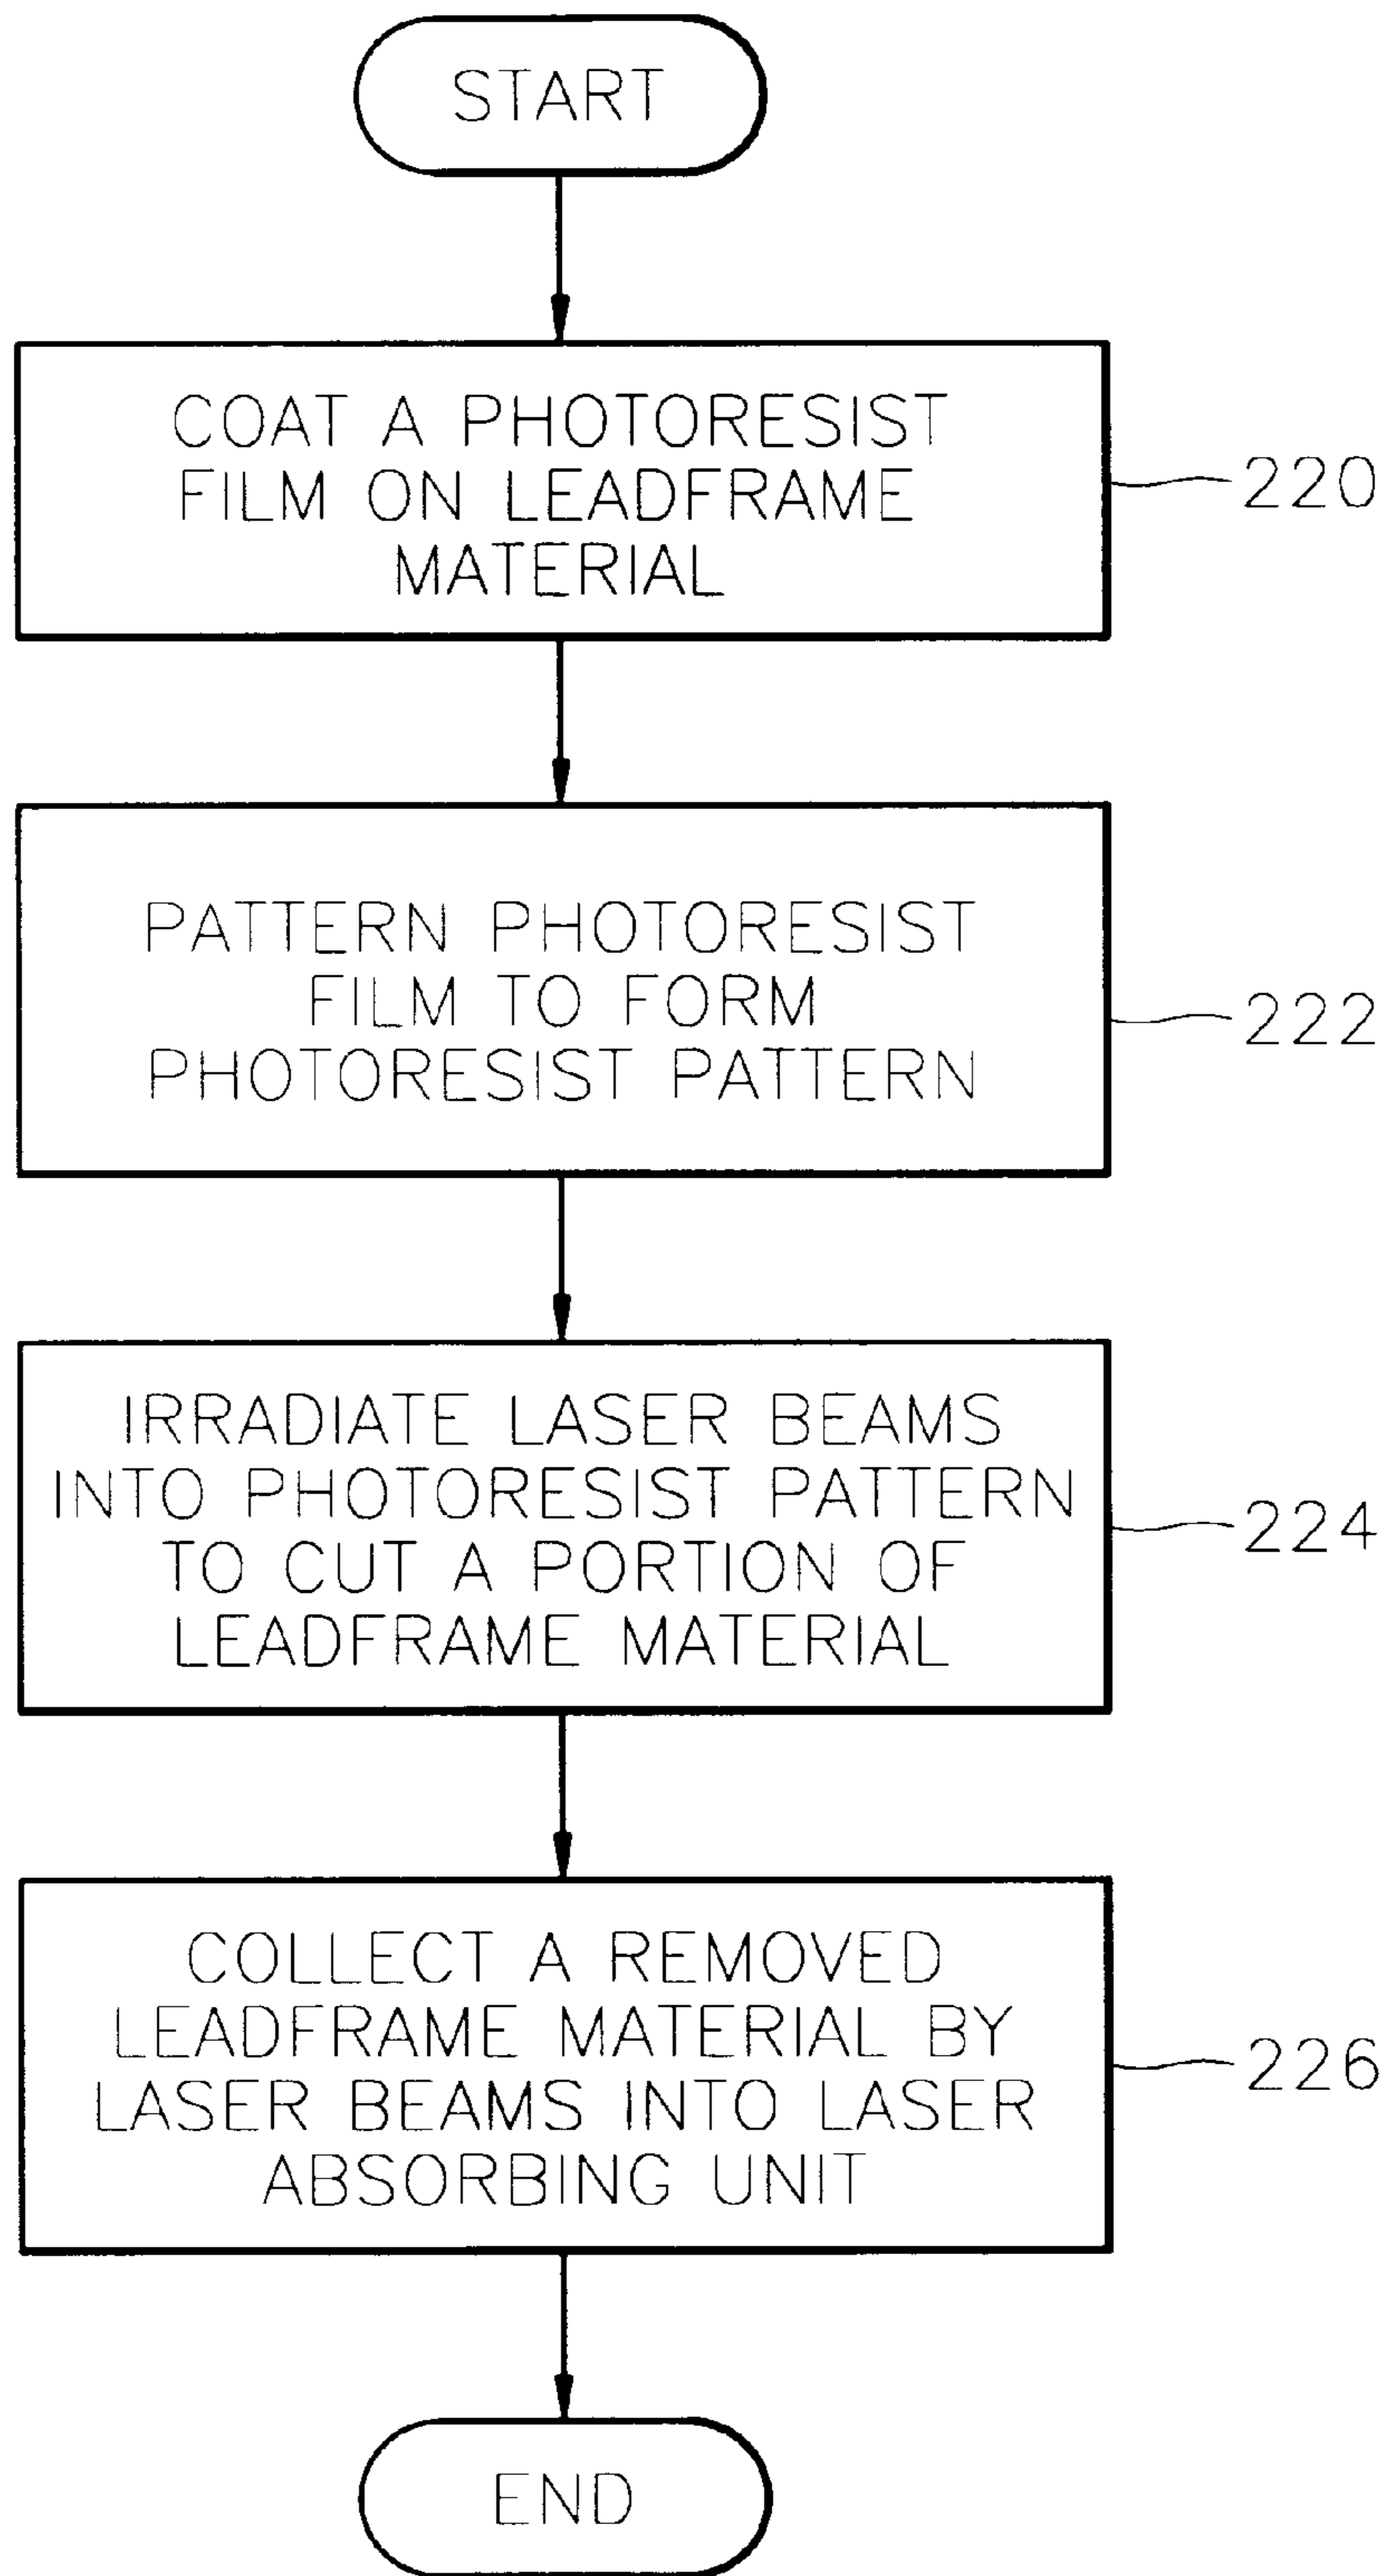 START
COAT A PHOTORESIST
FILM ON LEADFRAME
MATERIAL
220
PATTERN PHOTORESIST
FILM TO FORM
PHOTORESIST PATTERN
222
IRRADIATE LASER BEAMS
INTO PHOTORESIST PATTERN
TO CUT A PORTION OF
LEADFRAME MATERIAL
224
COLLECT A REMOVED
LEADFRAME MATERIAL BY
LASER BEAMS INTO LASER
ABSORBING UNIT
226
END